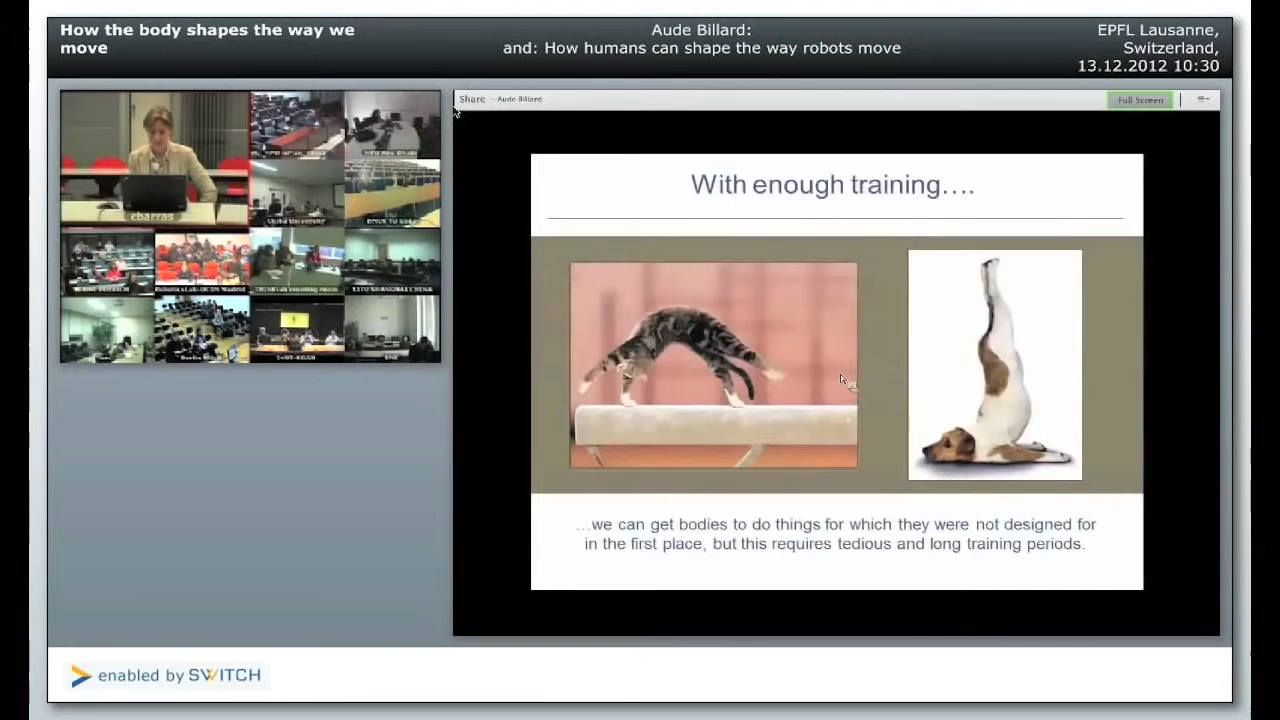 How the body shapes the way we
move
Aude Billard:
and: How humans can shape the way robots move
EPFL Lausanne,
Switzerland,
13.12.2012 10:30
Share - Aude Billard
Full Screen
cbarras
With enough training….
…we can get bodies to do things for which they were not designed for
in the first place, but this requires tedious and long training periods.
enabled by SWITCH